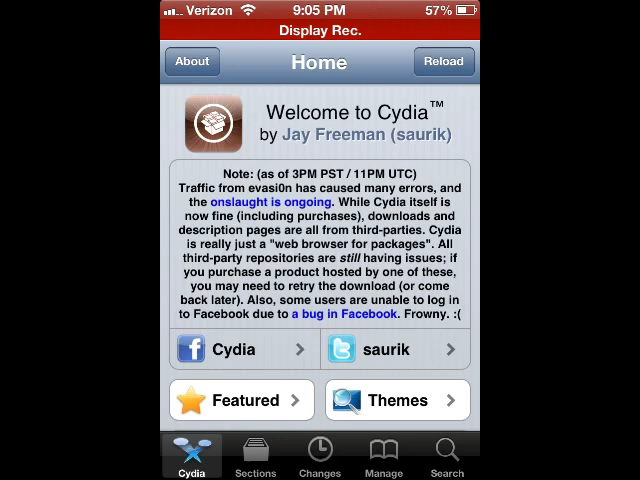 Verizon 9:05 PM 57%
Display Rec.
About Home Reload
Welcome to Cydia™
by Jay Freeman (saurik)
Note: (as of 3PM PST / 11PM UTC)
Traffic from evasi0n has caused many errors, and
the onslaught is ongoing. While Cydia itself is
now fine (including purchases), downloads and
description pages are all from third-parties. Cydia
is really just a "web browser for packages". All
third-party repositories are still having issues; if
you purchase a product hosted by one of these,
you may need to retry the download (or come
back later). Also, some users are unable to log in
to Facebook due to a bug in Facebook. Frowny. :(
Cydia saurik
Featured Themes
Cydia Sections Changes Manage Search